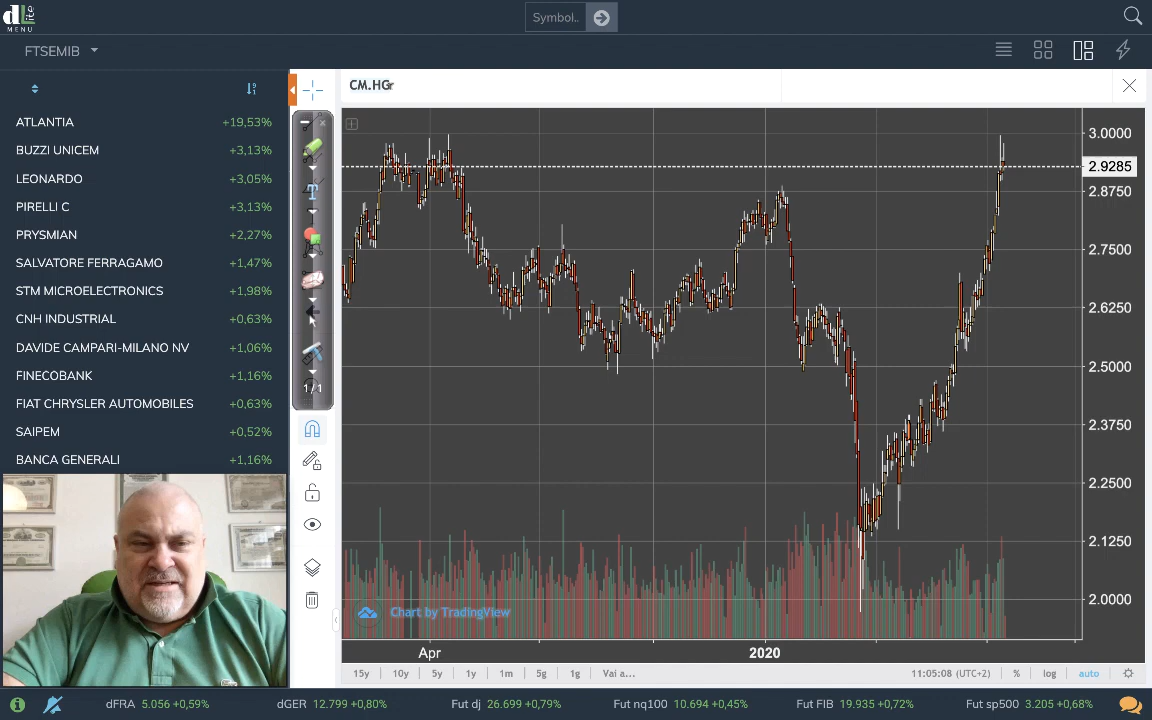 dLite
MENU
Symbol..
FTSEMIB
ATLANTIA +19,53%
BUZZI UNICEM +3,13%
LEONARDO +3,05%
PIRELLI C +3,13%
PRYSMIAN +2,27%
SALVATORE FERRAGAMO +1,47%
STM MICROELECTRONICS +1,98%
CNH INDUSTRIAL +0,63%
DAVIDE CAMPARI-MILANO NV +1,06%
FINECOBANK +1,16%
FIAT CHRYSLER AUTOMOBILES +0,63%
SAIPEM +0,52%
BANCA GENERALI +1,16%
1/1
CM.HGr
3.0000
2.9285
2.8750
2.7500
2.6250
2.5000
2.3750
2.2500
2.1250
2.0000
Chart by TradingView
Apr 2020
15y 10y 5y 1y 1m 5g 1g Vai a... 11:05:08 (UTC+2) % log auto
dFRA 5.056 +0,59% dGER 12.799 +0,80% Fut dj 26.699 +0,79% Fut nq100 10.694 +0,45% Fut FIB 19.935 +0,72% Fut sp500 3.205 +0,68%